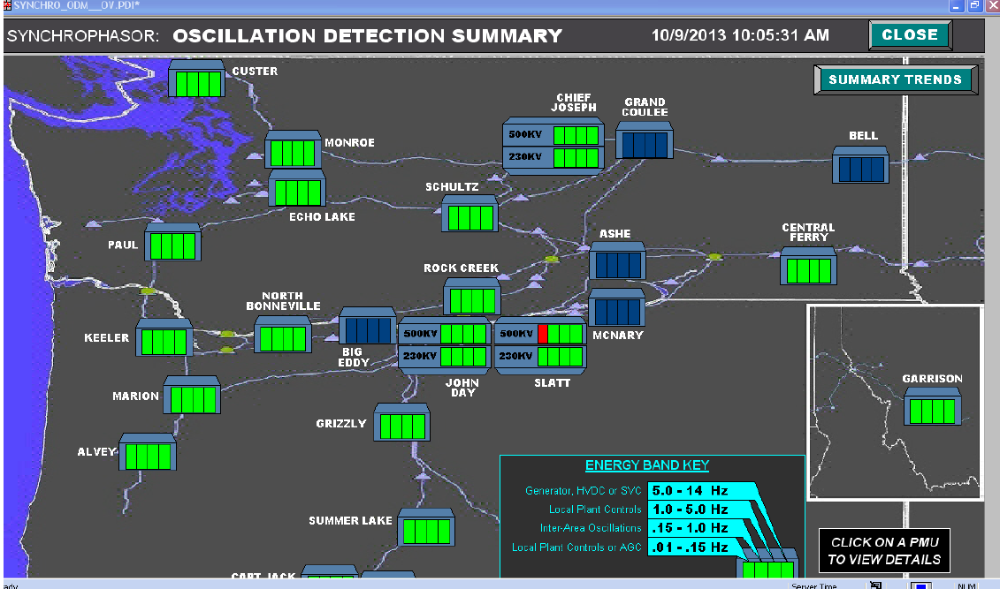 SYNCHRO_ODM__OV.PDI*
SYNCHROPHASOR: OSCILLATION DETECTION SUMMARY 10/9/2013 10:05:31 AM CLOSE
SUMMARY TRENDS
CUSTER
CHIEF
JOSEPH
GRAND
COULEE
500KV
230KV
MONROE
BELL
SCHULTZ
ECHO LAKE
PAUL
ASHE
CENTRAL
FERRY
ROCK CREEK
NORTH
BONNEVILLE
KEELER
BIG
EDDY
500KV
230KV
JOHN
DAY
500KV
230KV
SLATT
MCNARY
MARION
GARRISON
GRIZZLY
ALVEY
SUMMER LAKE
CAPT JACK
ENERGY BAND KEY
Generator, HVDC or SVC 5.0 - 14 Hz
Local Plant Controls 1.0 - 5.0 Hz
Inter-Area Oscillations .15 - 1.0 Hz
Local Plant Controls or AGC .01 - .15 Hz
CLICK ON A PMU
TO VIEW DETAILS
ady Server Time NUM